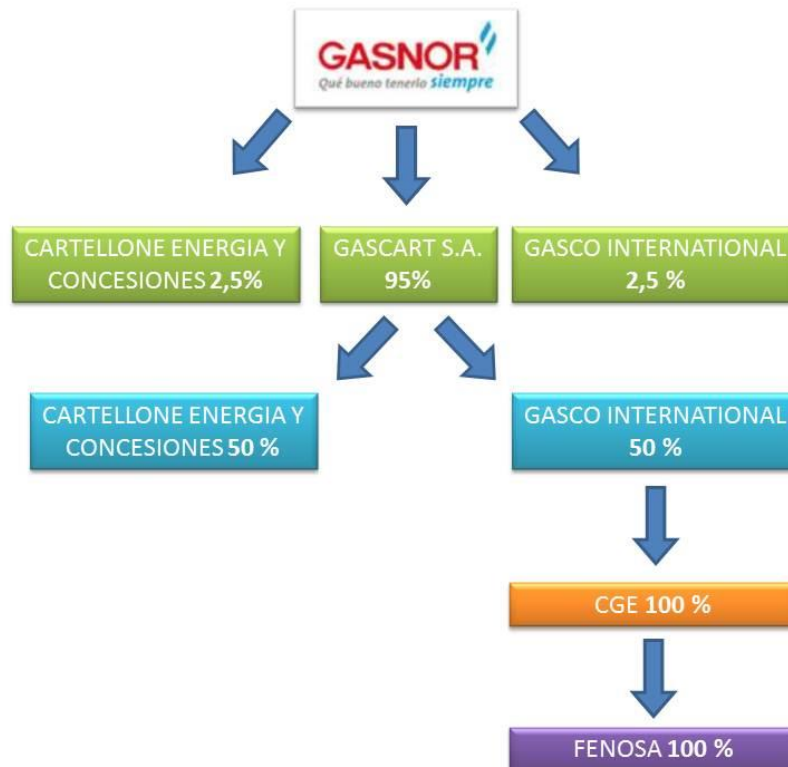 GASNOR
Qué bueno tenerlo siempre
CARTELLONE ENERGIA Y
CONCESIONES 2,5%
GASCART S.A.
95%
GASCO INTERNATIONAL
2,5 %
CARTELLONE ENERGIA Y
CONCESIONES 50 %
GASCO INTERNATIONAL
50 %
CGE 100 %
FENOSA 100 %